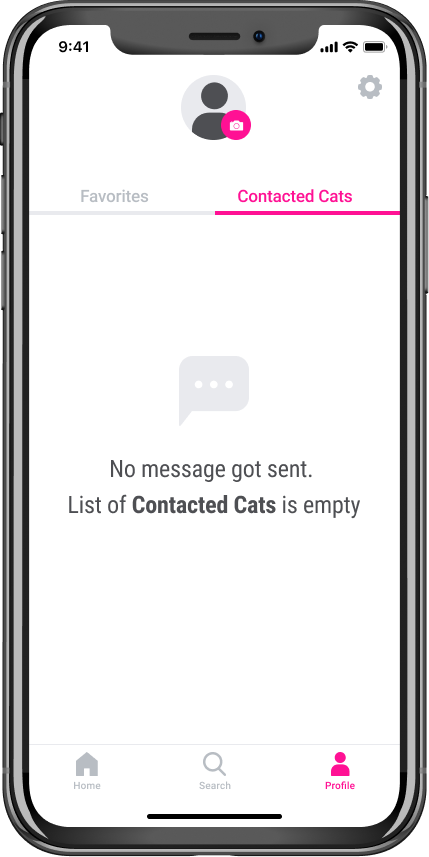 9:41
Favorites
Contacted Cats
No message got sent.
List of Contacted Cats is empty
Home
Search
Profile